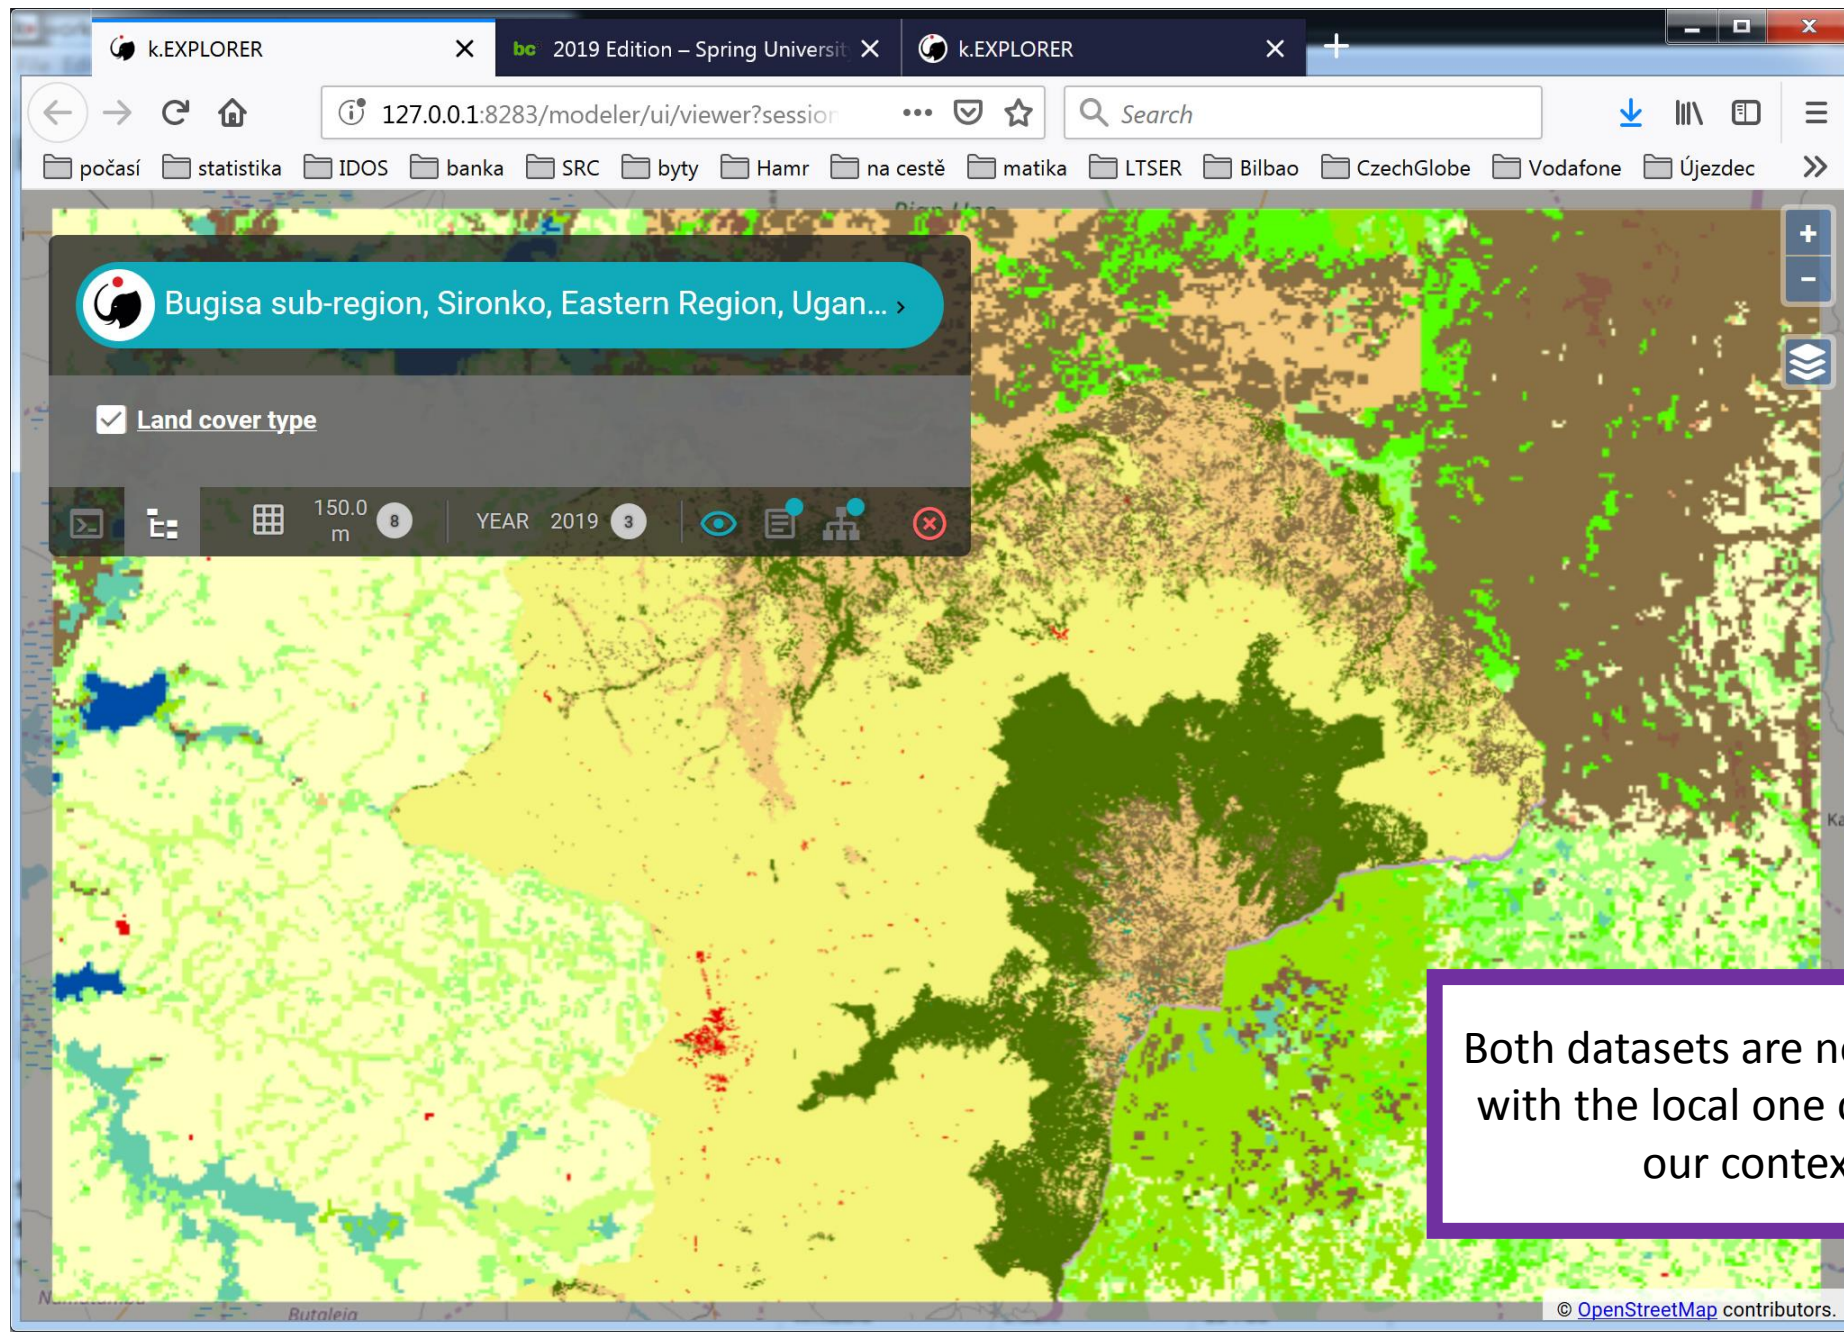 k.EXPLORER
bc 2019 Edition – Spring Universit
k.EXPLORER
127.0.0.1:8283/modeler/ui/viewer?session
Search
počasí statistika IDOS banka SRC byty Hamr na cestě matika LTSER Bilbao CzechGlobe Vodafone Újezdec
Bugisa sub-region, Sironko, Eastern Region, Ugan...
Land cover type
150.0 m 8 YEAR 2019 3
Both datasets are
with the local one
our contex
Butaleja
© OpenStreetMap contributors.